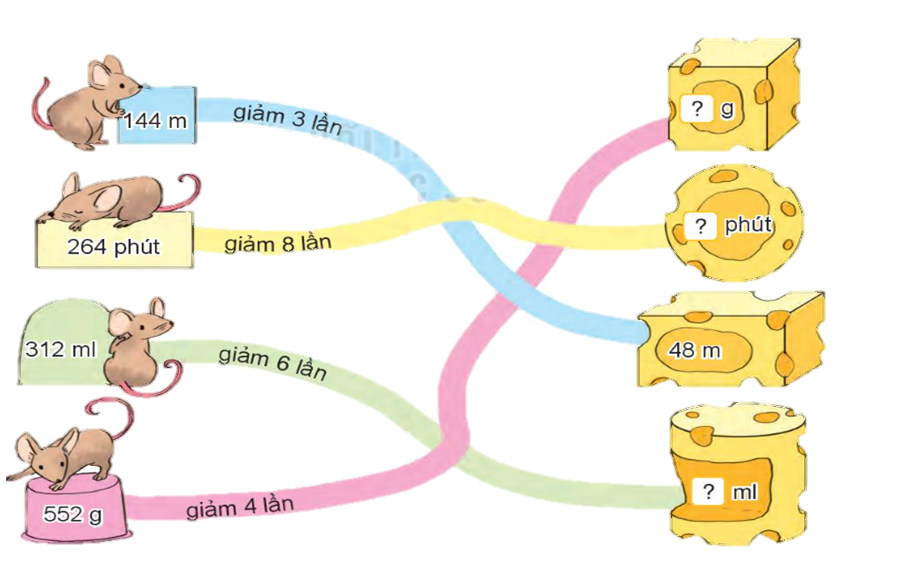 144 m
giảm 3 lần
? g
264 phút
giảm 8 lần
? phút
312 ml
giảm 6 lần
48 m
552 g
giảm 4 lần
? ml